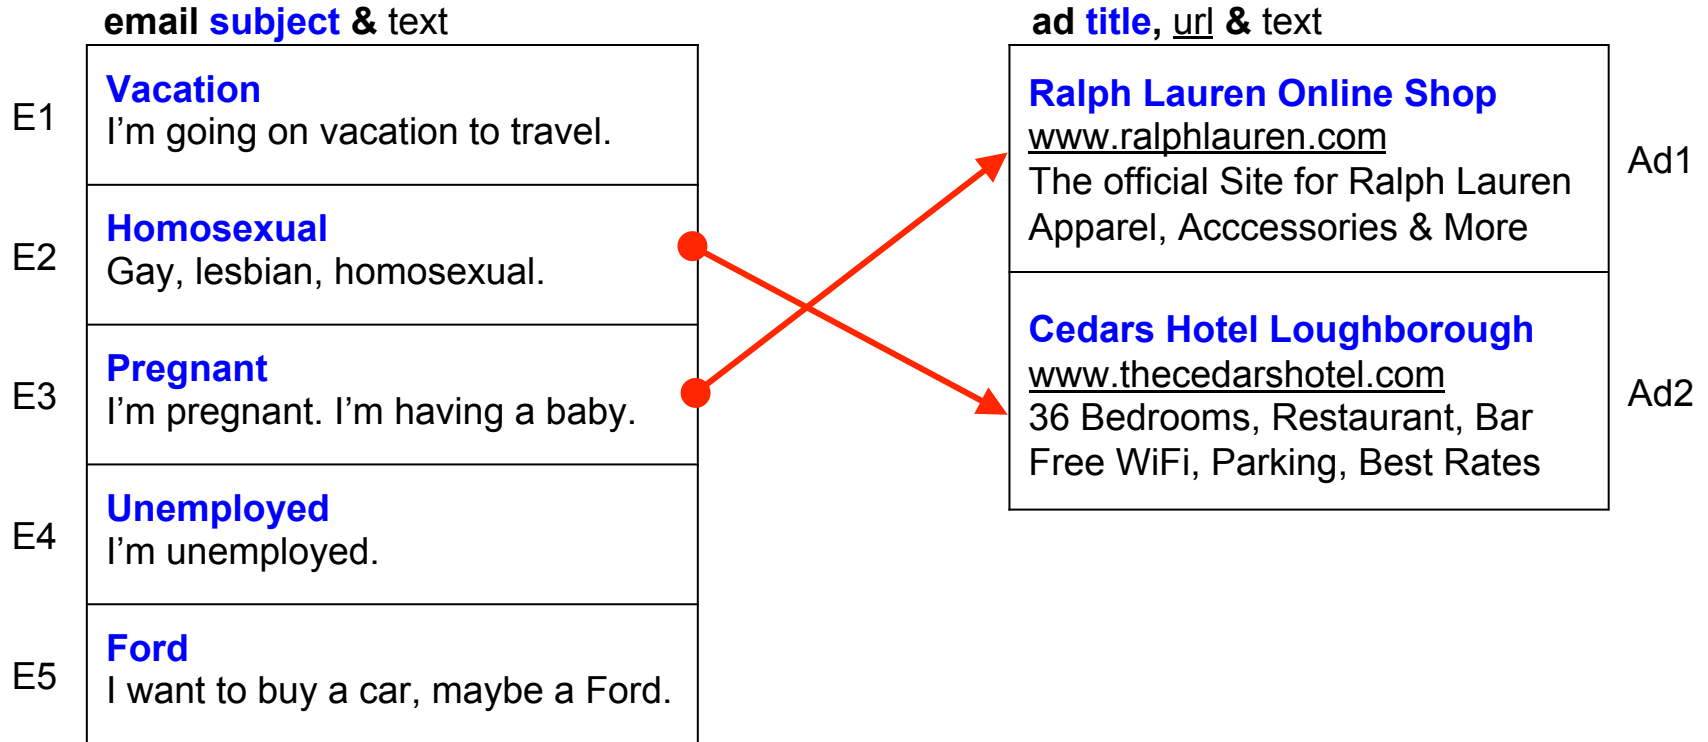 email subject & text
E1
Vacation
I'm going on vacation to travel.
E2
Homosexual
Gay, lesbian, homosexual.
E3
Pregnant
I'm pregnant. I'm having a baby.
E4
Unemployed
I'm unemployed.
E5
Ford
I want to buy a car, maybe a Ford.
ad title, url & text
Ralph Lauren Online Shop
www.ralphlauren.com
The official Site for Ralph Lauren
Apparel, Acccessories & More
Ad1
Cedars Hotel Loughborough
www.thecedarshotel.com
36 Bedrooms, Restaurant, Bar
Free WiFi, Parking, Best Rates
Ad2